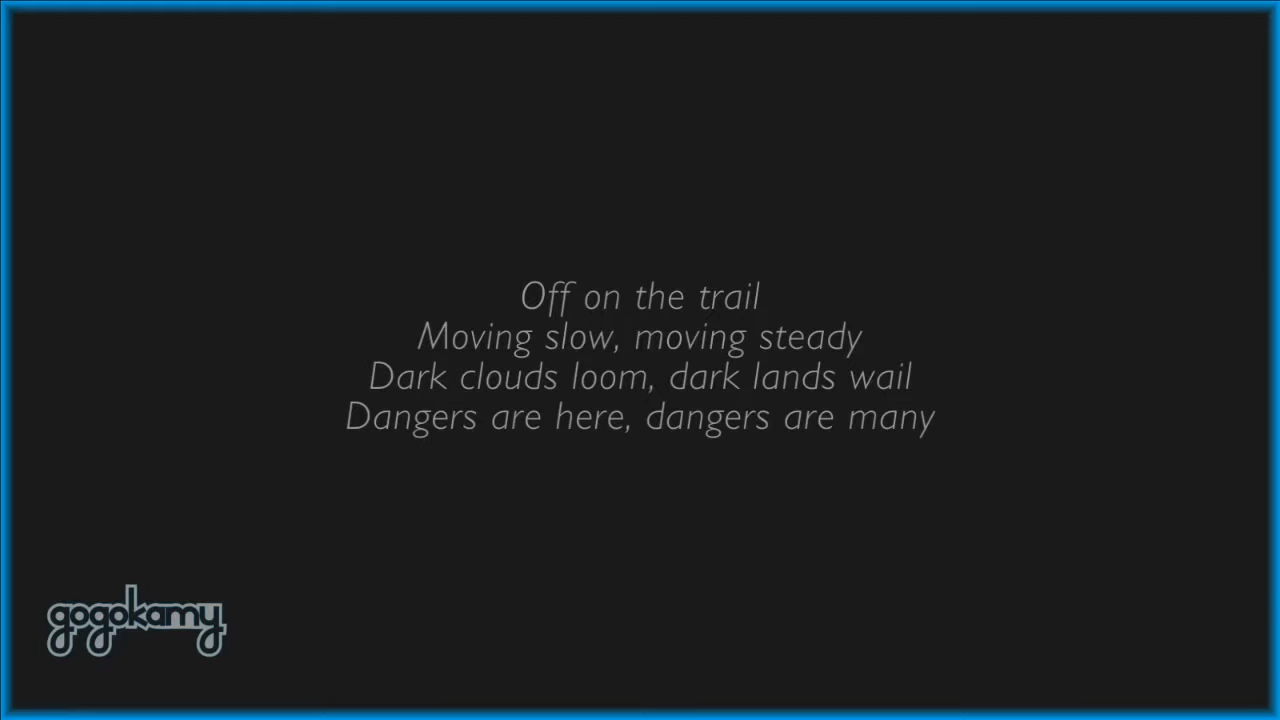 Off on the trail
Moving slow, moving steady
Dark clouds loom, dark lands wail
Dangers are here, dangers are many
gogokamy